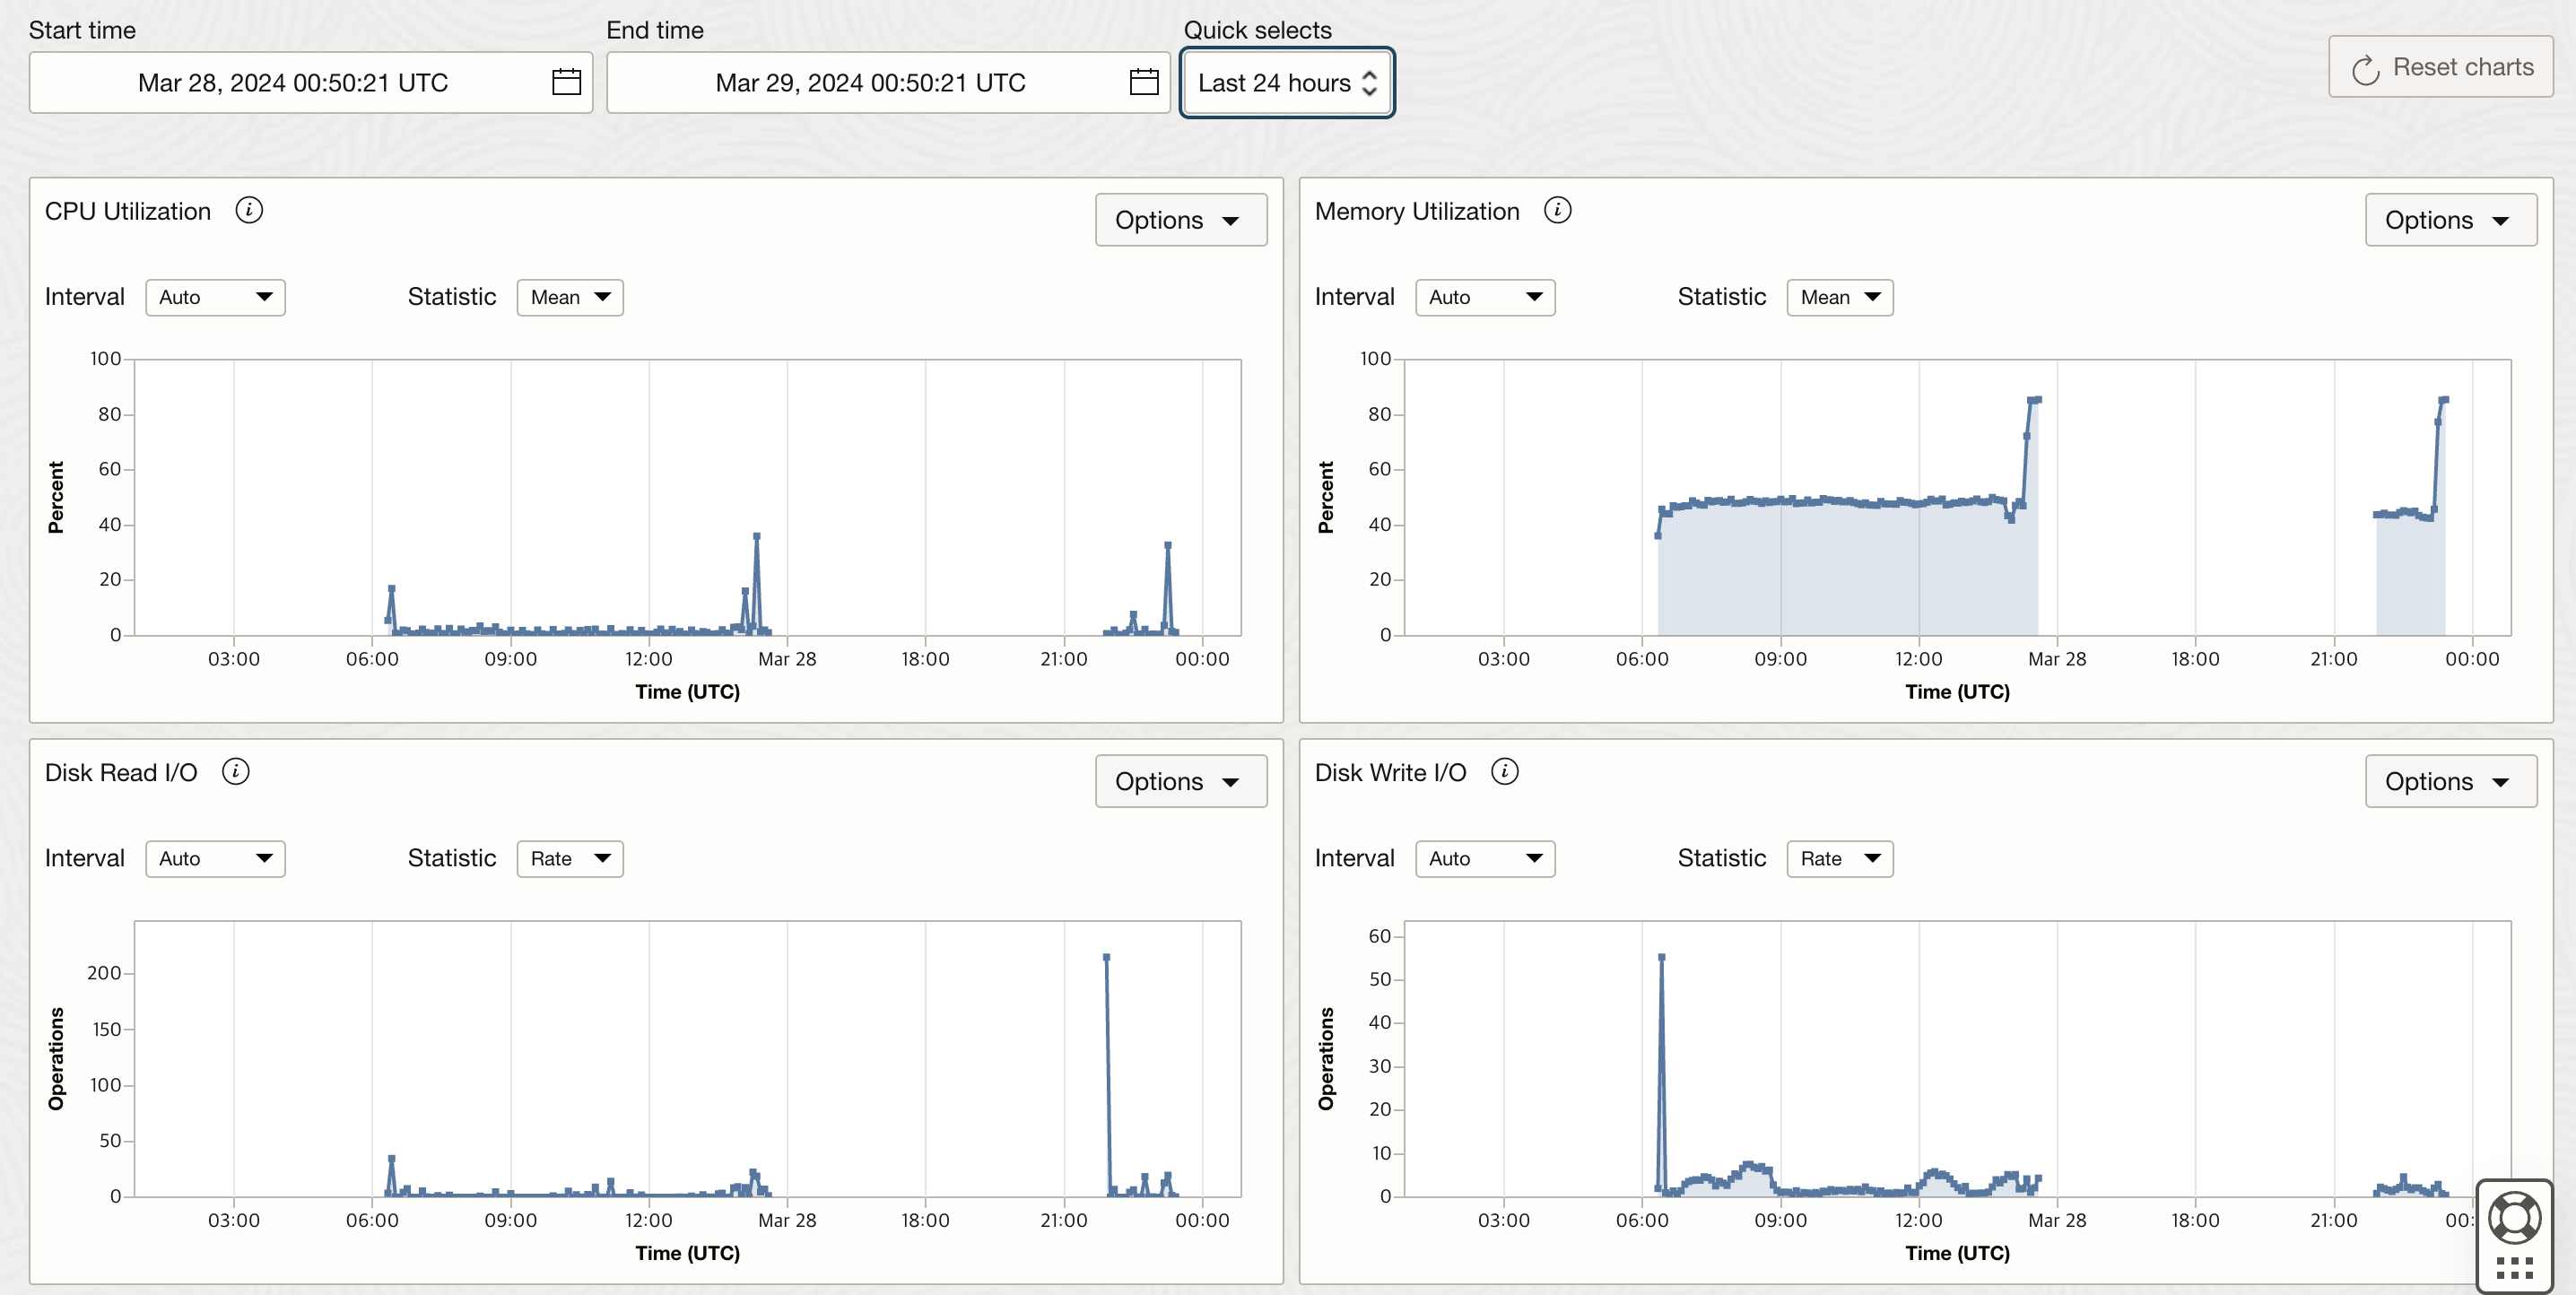 Start time
End time
Quick selects
Mar 28, 2024 00:50:21 UTC
Mar 29, 2024 00:50:21 UTC
Last 24 hours
Reset charts
CPU Utilization
Options
Interval Auto Statistic Mean
100
80
60
40
20
0
Percent
03:00 06:00 09:00 12:00 Mar 28 18:00 21:00 00:00
Time (UTC)
Memory Utilization
Options
Interval Auto Statistic Mean
100
80
60
40
20
0
Percent
03:00 06:00 09:00 12:00 Mar 28 18:00 21:00 00:00
Time (UTC)
Disk Read I/O
Options
Interval Auto Statistic Rate
200
150
100
50
0
Operations
03:00 06:00 09:00 12:00 Mar 28 18:00 21:00 00:00
Time (UTC)
Disk Write I/O
Options
Interval Auto Statistic Rate
60
50
40
30
20
10
0
Operations
03:00 06:00 09:00 12:00 Mar 28 18:00 21:00 00:
Time (UTC)